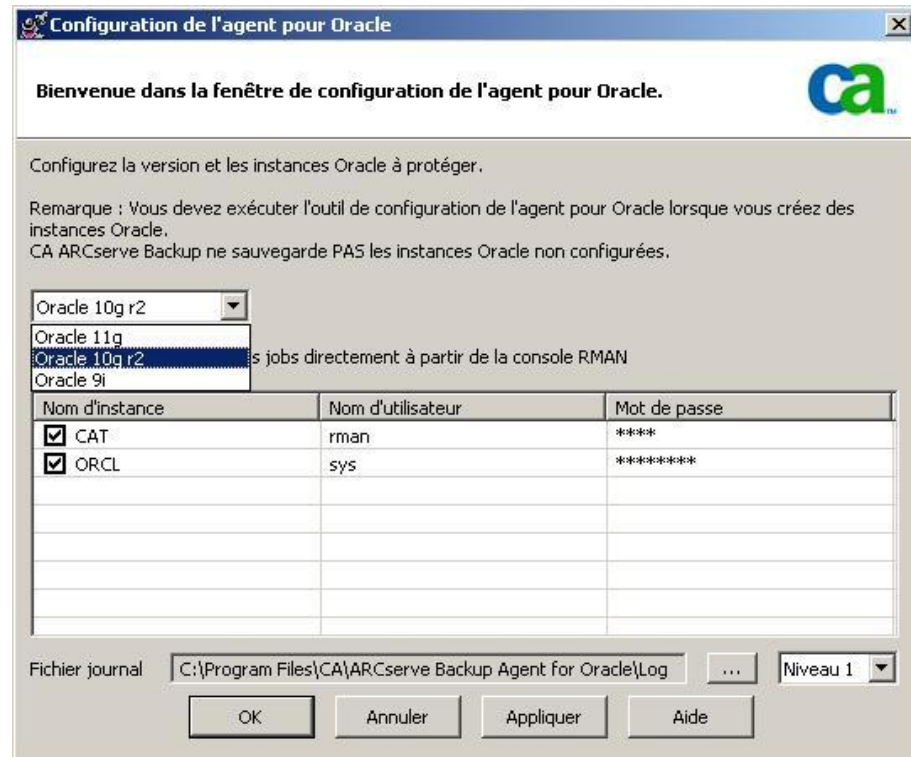 Configuration de l'agent pour Oracle
Bienvenue dans la fenêtre de configuration de l'agent pour Oracle.
ca
TM
Configurez la version et les instances Oracle à protéger.
Remarque : Vous devez exécuter l'outil de configuration de l'agent pour Oracle lorsque vous créez des
instances Oracle.
CA ARCserve Backup ne sauvegarde PAS les instances Oracle non configurées.
Oracle 10g r2
Oracle 11g
Oracle 10g r2
s jobs directement à partir de la console RMAN
Oracle 9i
Nom d'instance Nom d'utilisateur Mot de passe
CAT rman ****
ORCL sys ********
Fichier journal C:\Program Files\CA\ARCserve Backup Agent for Oracle\Log ... Niveau 1
OK Annuler Appliquer Aide